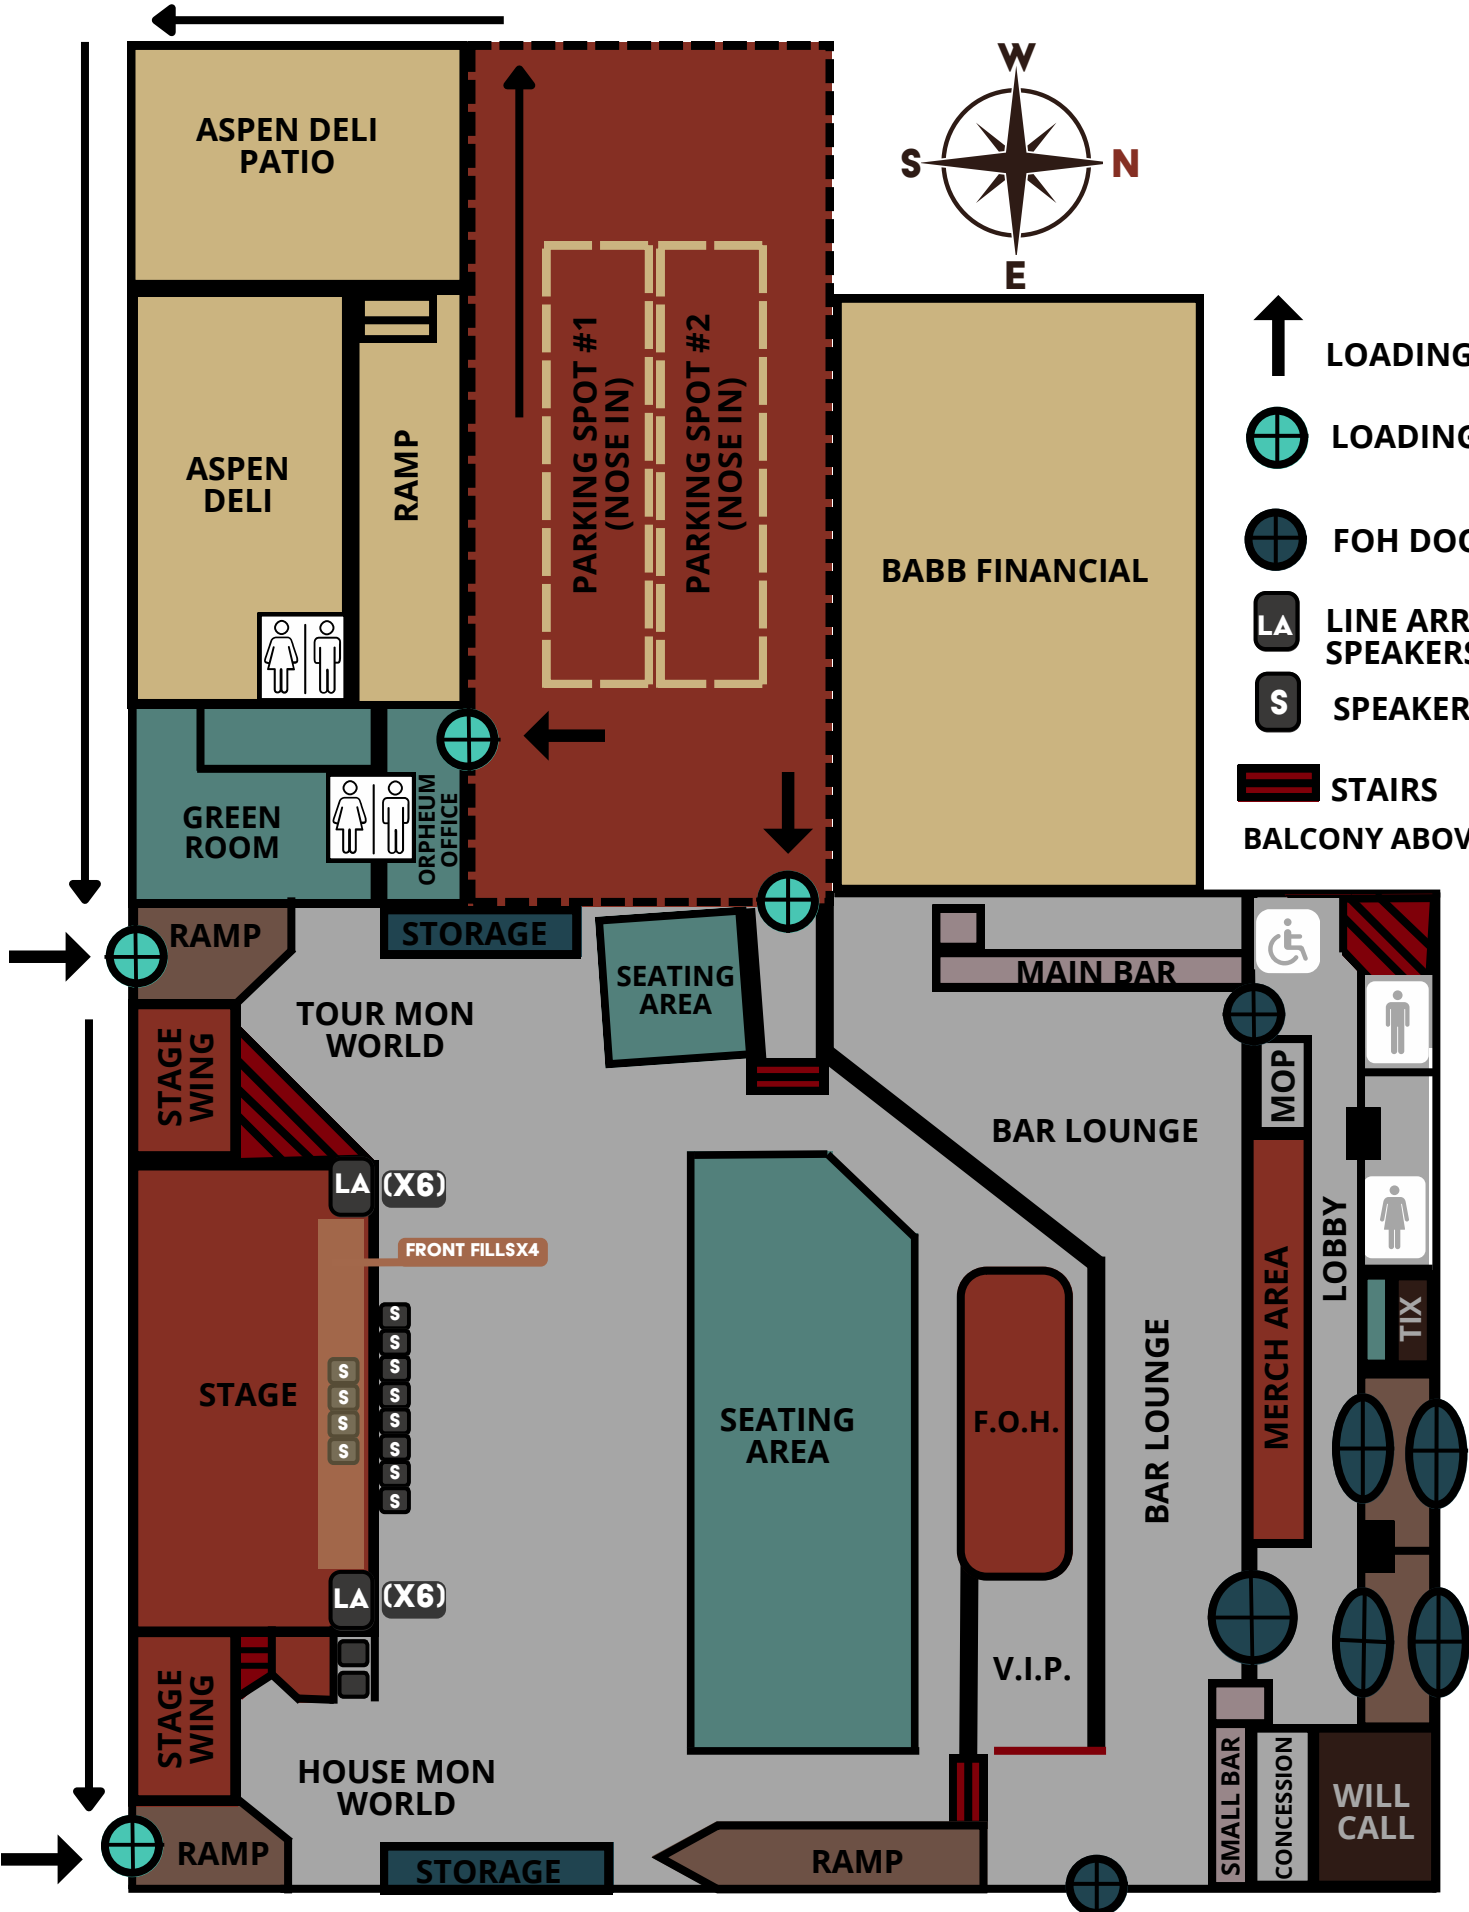 W
S
N
E
ASPEN DELI
PATIO
ASPEN
DELI
RAMP
PARKING SPOT #1
(NOSE IN)
PARKING SPOT #2
(NOSE IN)
BABB FINANCIAL
LOADING
LOADING
FOH DOO
LA
LINE ARR
SPEAKERS
S
SPEAKER
STAIRS
BALCONY ABOV
GREEN
ROOM
ORPHEUM
OFFICE
RAMP
STORAGE
SEATING
AREA
MAIN BAR
TOUR MON
WORLD
STAGE
WING
MOP
BAR LOUNGE
LA
(X6)
FRONT FILLSX4
LOBBY
S
S
S
S
S
S
S
S
S
S
S
S
STAGE
SEATING
AREA
F.O.H.
BAR LOUNGE
MERCH AREA
TIX
LA
(X6)
STAGE
WING
V.I.P.
HOUSE MON
WORLD
RAMP
STORAGE
RAMP
SMALL BAR
CONCESSION
WILL
CALL